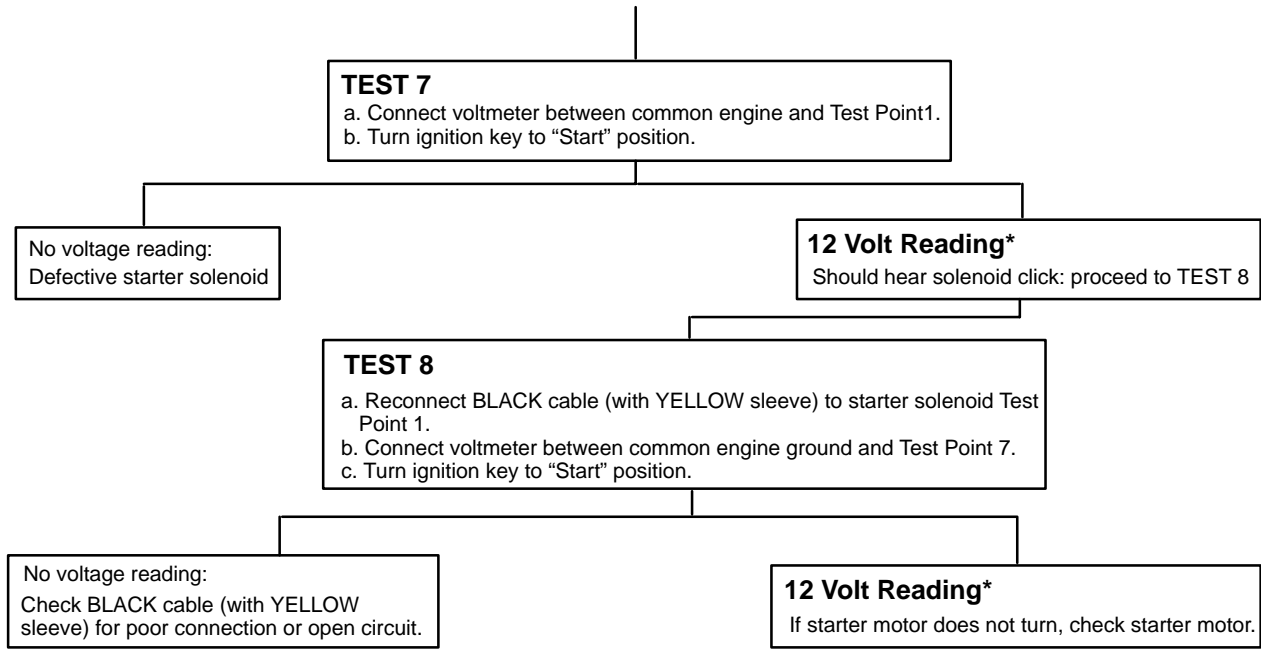 TEST 7
a. Connect voltmeter between common engine and Test Point1.
b. Turn ignition key to “Start” position.
No voltage reading:
Defective starter solenoid
12 Volt Reading*
Should hear solenoid click: proceed to TEST 8
TEST 8
a. Reconnect BLACK cable (with YELLOW sleeve) to starter solenoid Test
Point 1.
b. Connect voltmeter between common engine ground and Test Point 7.
c. Turn ignition key to “Start” position.
No voltage reading:
Check BLACK cable (with YELLOW
sleeve) for poor connection or open circuit.
12 Volt Reading*
If starter motor does not turn, check starter motor.